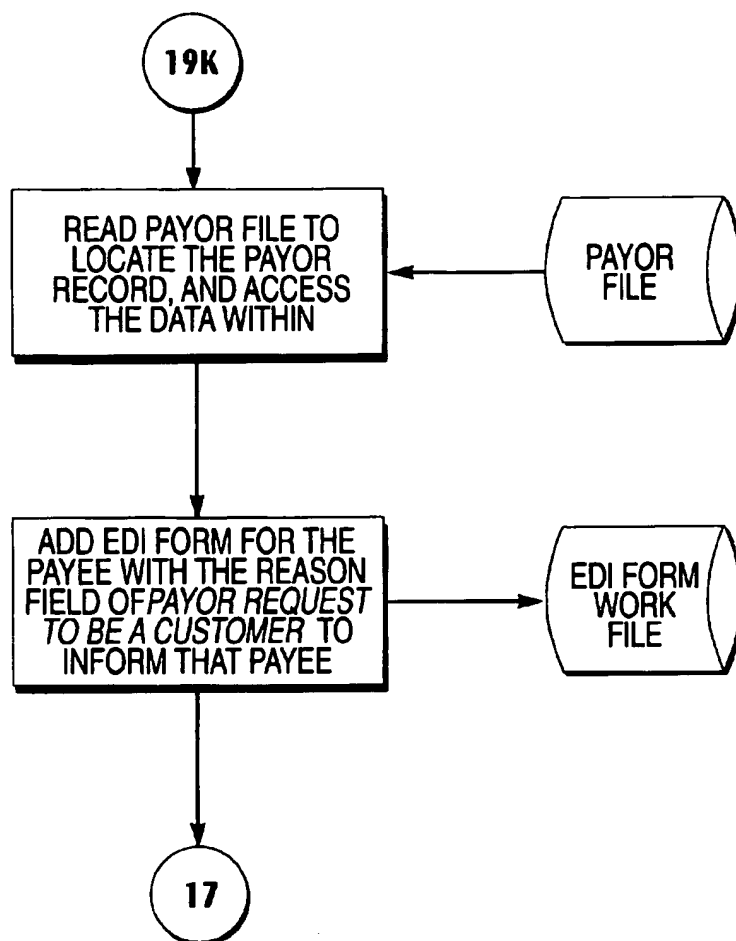 19K
READ PAYOR FILE TO
LOCATE THE PAYOR
RECORD, AND ACCESS
THE DATA WITHIN
PAYOR
FILE
ADD EDI FORM FOR THE
PAYEE WITH THE REASON
FIELD OF PAYOR REQUEST
TO BE A CUSTOMER TO
INFORM THAT PAYEE
EDI FORM
WORK
FILE
17